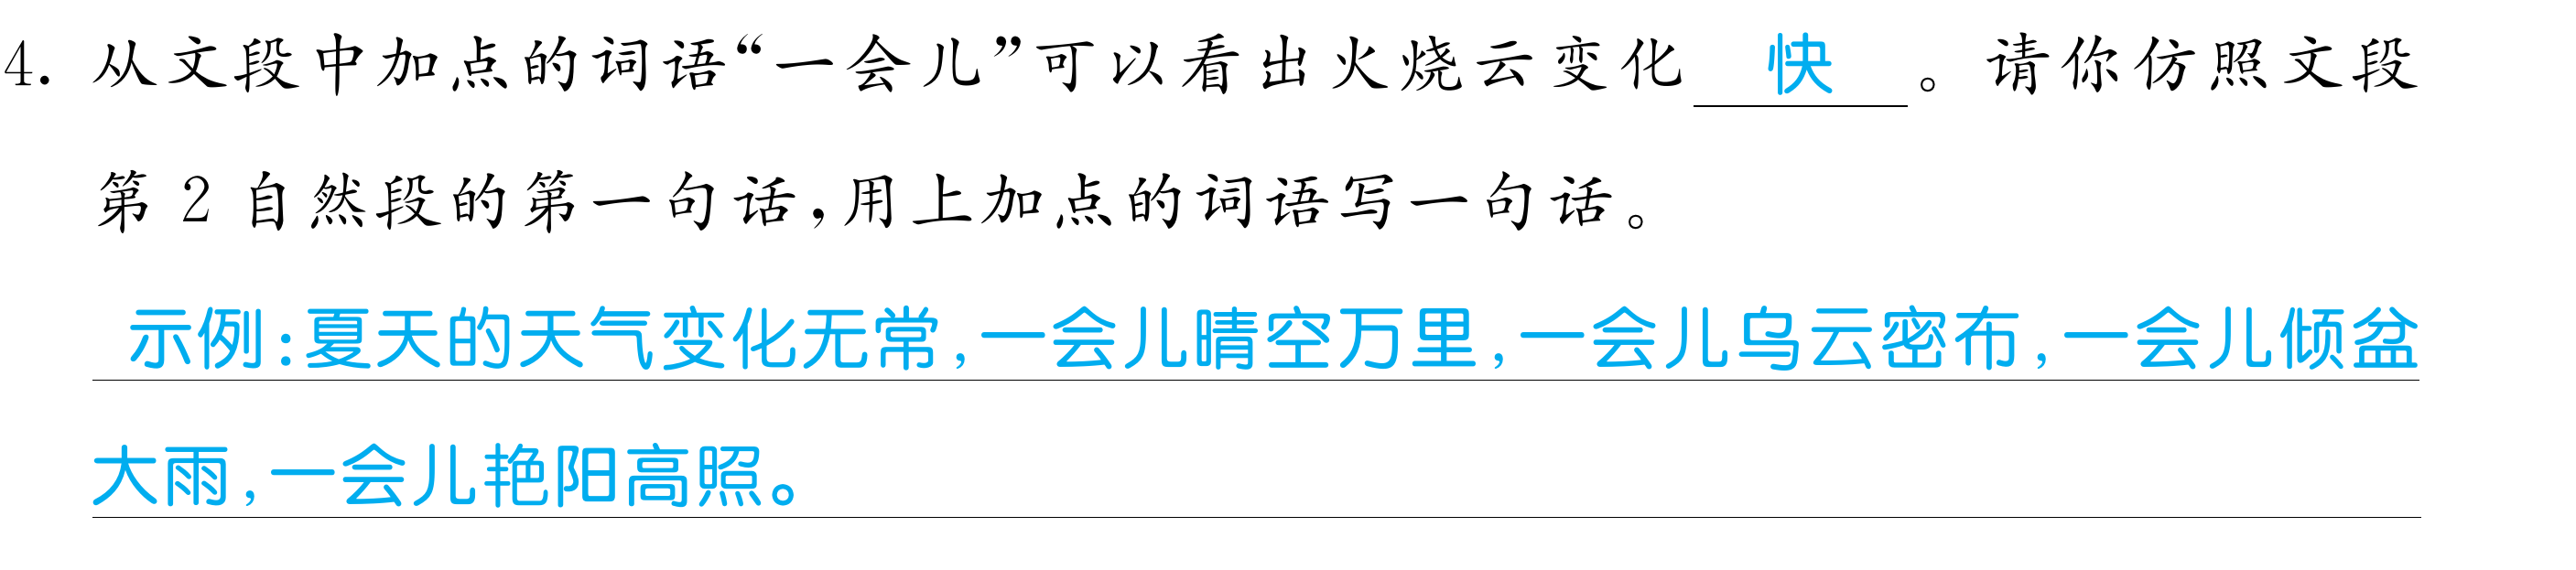 4. 从文段中加点的词语“一会儿”可以看出火烧云变化 快 。请你仿照文段
第 2 自然段的第一句话,用上加点的词语写一句话。
示例:夏天的天气变化无常,一会儿晴空万里,一会儿乌云密布,一会儿倾盆
大雨,一会儿艳阳高照。